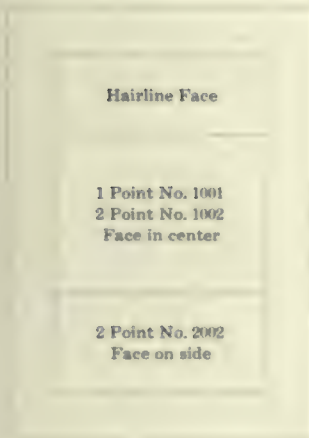 Hairline Face
1 Point No. 1001
2 Point No. 1002
Face in center
2 Point No. 2002
Face on side